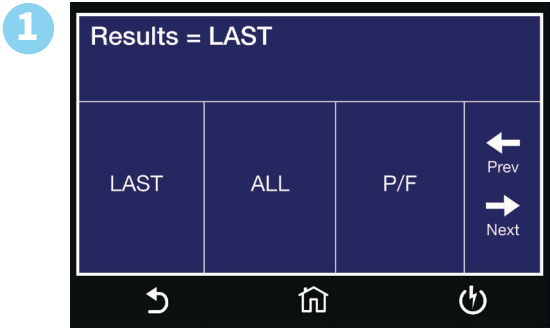 1
Results = LAST
LAST
ALL
P/F
Prev
Next